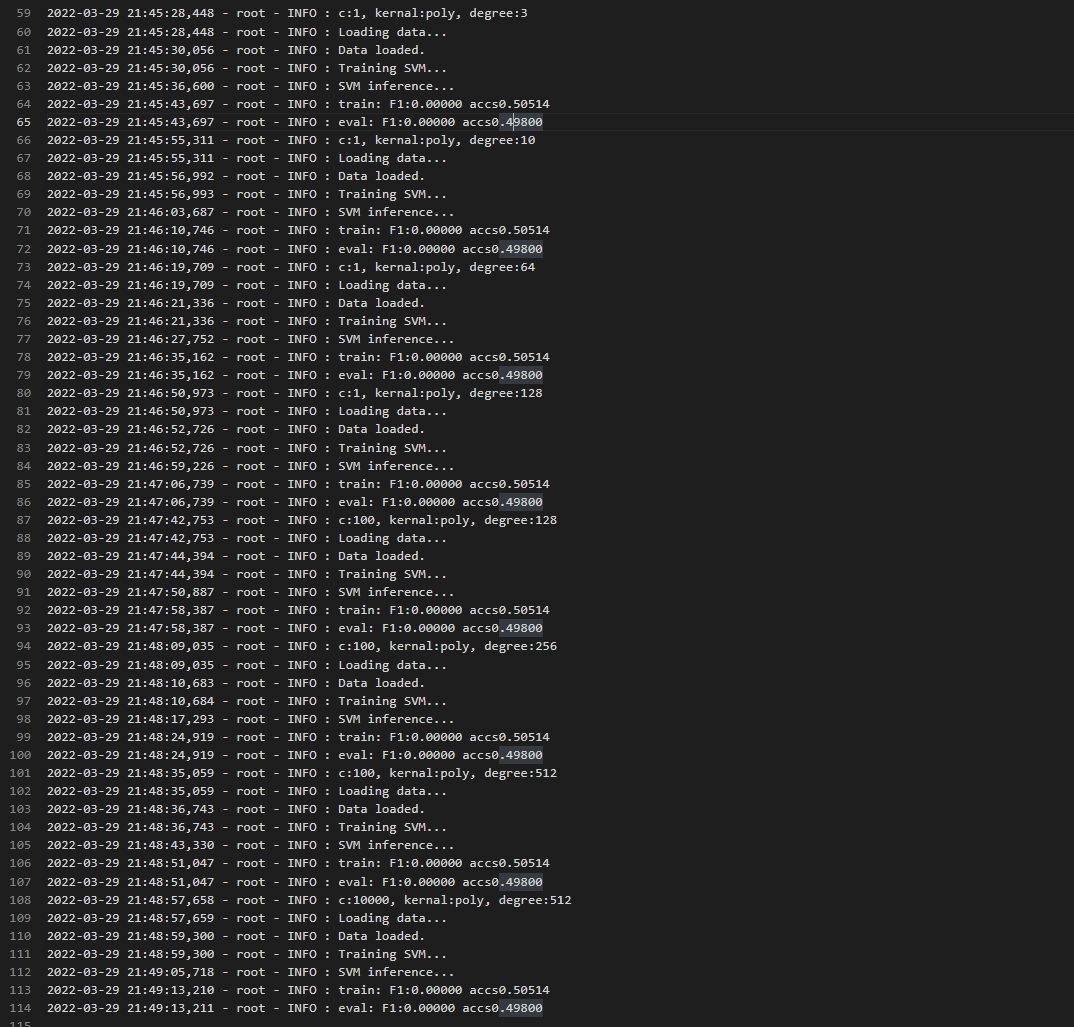 59 2022-03-29 21:45:28,448 - root - INFO : c:1, kernal:poly, degree:3
60 2022-03-29 21:45:28,448 - root - INFO : Loading data...
61 2022-03-29 21:45:30,056 - root - INFO : Data loaded.
62 2022-03-29 21:45:30,056 - root - INFO : Training SVM...
63 2022-03-29 21:45:36,600 - root - INFO : SVM inference...
64 2022-03-29 21:45:43,697 - root - INFO : train: F1:0.00000 accs0.50514
65 2022-03-29 21:45:43,697 - root - INFO : eval: F1:0.00000 accs0.49800
66 2022-03-29 21:45:55,311 - root - INFO : c:1, kernal:poly, degree:10
67 2022-03-29 21:45:55,311 - root - INFO : Loading data...
68 2022-03-29 21:45:56,992 - root - INFO : Data loaded.
69 2022-03-29 21:45:56,993 - root - INFO : Training SVM...
70 2022-03-29 21:46:03,687 - root - INFO : SVM inference...
71 2022-03-29 21:46:10,746 - root - INFO : train: F1:0.00000 accs0.50514
72 2022-03-29 21:46:10,746 - root - INFO : eval: F1:0.00000 accs0.49800
73 2022-03-29 21:46:19,709 - root - INFO : c:1, kernal:poly, degree:64
74 2022-03-29 21:46:19,709 - root - INFO : Loading data...
75 2022-03-29 21:46:21,336 - root - INFO : Data loaded.
76 2022-03-29 21:46:21,336 - root - INFO : Training SVM...
77 2022-03-29 21:46:27,752 - root - INFO : SVM inference...
78 2022-03-29 21:46:35,162 - root - INFO : train: F1:0.00000 accs0.50514
79 2022-03-29 21:46:35,162 - root - INFO : eval: F1:0.00000 accs0.49800
80 2022-03-29 21:46:50,973 - root - INFO : c:1, kernal:poly, degree:128
81 2022-03-29 21:46:50,973 - root - INFO : Loading data...
82 2022-03-29 21:46:52,726 - root - INFO : Data loaded.
83 2022-03-29 21:46:52,726 - root - INFO : Training SVM...
84 2022-03-29 21:46:59,226 - root - INFO : SVM inference...
85 2022-03-29 21:47:06,739 - root - INFO : train: F1:0.00000 accs0.50514
86 2022-03-29 21:47:06,739 - root - INFO : eval: F1:0.00000 accs0.49800
87 2022-03-29 21:47:42,753 - root - INFO : c:100, kernal:poly, degree:128
88 2022-03-29 21:47:42,753 - root - INFO : Loading data...
89 2022-03-29 21:47:44,394 - root - INFO : Data loaded.
90 2022-03-29 21:47:44,394 - root - INFO : Training SVM...
91 2022-03-29 21:47:50,887 - root - INFO : SVM inference...
92 2022-03-29 21:47:58,387 - root - INFO : train: F1:0.00000 accs0.50514
93 2022-03-29 21:47:58,387 - root - INFO : eval: F1:0.00000 accs0.49800
94 2022-03-29 21:48:09,035 - root - INFO : c:100, kernal:poly, degree:256
95 2022-03-29 21:48:09,035 - root - INFO : Loading data...
96 2022-03-29 21:48:10,683 - root - INFO : Data loaded.
97 2022-03-29 21:48:10,684 - root - INFO : Training SVM...
98 2022-03-29 21:48:17,293 - root - INFO : SVM inference...
99 2022-03-29 21:48:24,919 - root - INFO : train: F1:0.00000 accs0.50514
100 2022-03-29 21:48:24,919 - root - INFO : eval: F1:0.00000 accs0.49800
101 2022-03-29 21:48:35,059 - root - INFO : c:100, kernal:poly, degree:512
102 2022-03-29 21:48:35,059 - root - INFO : Loading data...
103 2022-03-29 21:48:36,743 - root - INFO : Data loaded.
104 2022-03-29 21:48:36,743 - root - INFO : Training SVM...
105 2022-03-29 21:48:43,330 - root - INFO : SVM inference...
106 2022-03-29 21:48:51,047 - root - INFO : train: F1:0.00000 accs0.50514
107 2022-03-29 21:48:51,047 - root - INFO : eval: F1:0.00000 accs0.49800
108 2022-03-29 21:48:57,658 - root - INFO : c:10000, kernal:poly, degree:512
109 2022-03-29 21:48:57,659 - root - INFO : Loading data...
110 2022-03-29 21:48:59,300 - root - INFO : Data loaded.
111 2022-03-29 21:48:59,300 - root - INFO : Training SVM...
112 2022-03-29 21:49:05,718 - root - INFO : SVM inference...
113 2022-03-29 21:49:13,210 - root - INFO : train: F1:0.00000 accs0.50514
114 2022-03-29 21:49:13,211 - root - INFO : eval: F1:0.00000 accs0.49800
115